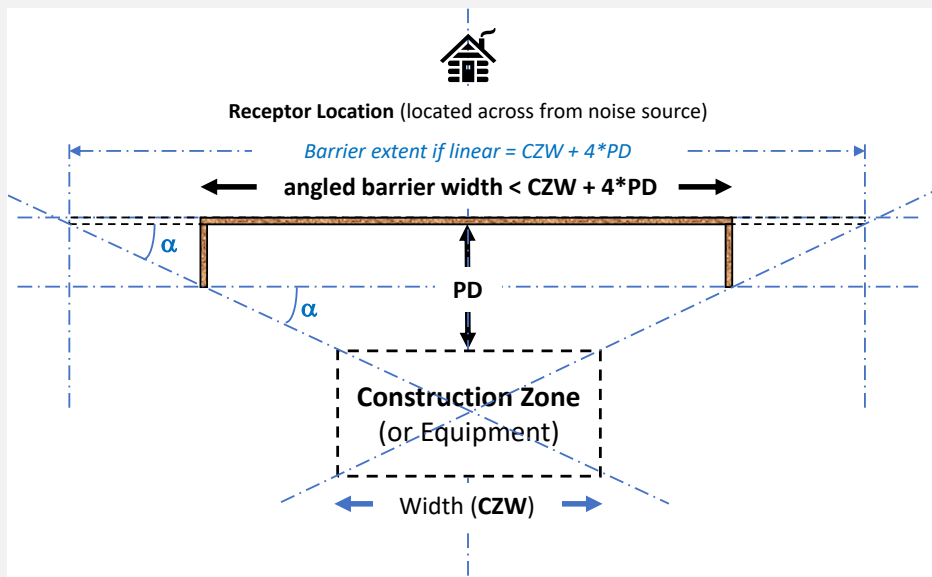 Receptor Location (located across from noise source)
Barrier extent if linear = CZW + 4*PD
angled barrier width < CZW + 4*PD
α
PD
α
Construction Zone
(or Equipment)
Width (CZW)